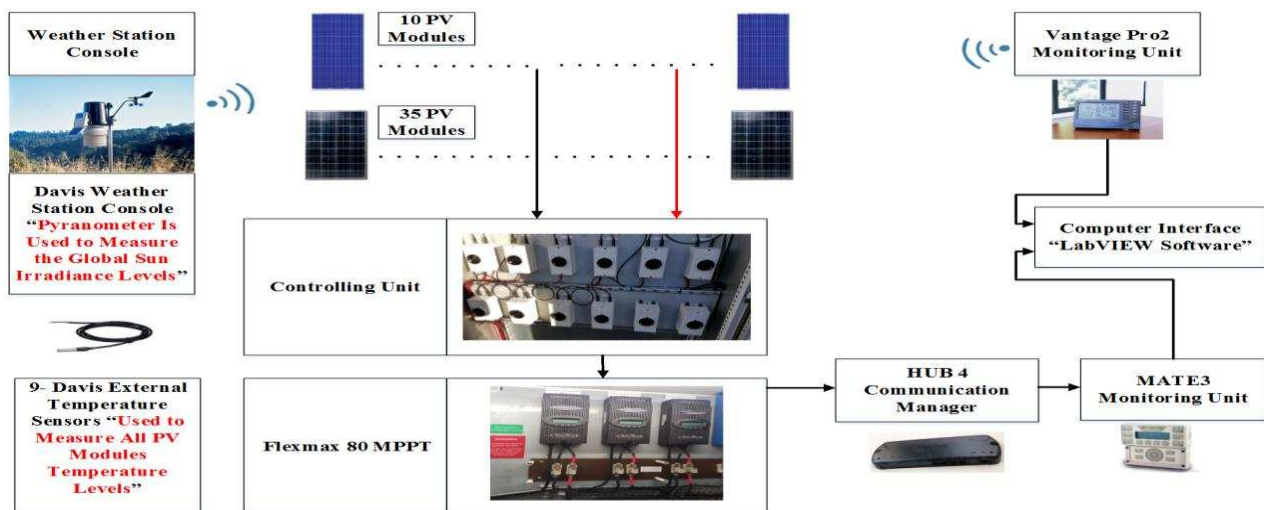 Weather Station
Console
Davis Weather
Station Console
“Pyranometer Is
Used to Measure
the Global Sun
Irradiance Levels”
9- Davis External
Temperature
Sensors “Used to
Measure All PV
Modules
Temperature
Levels”
10 PV
Modules
35 PV
Modules
Controlling Unit
Flexmax 80 MPPT
HUB 4
Communication
Manager
MATE3
Monitoring Unit
Vantage Pro2
Monitoring Unit
Computer Interface
“LabVIEW Software”